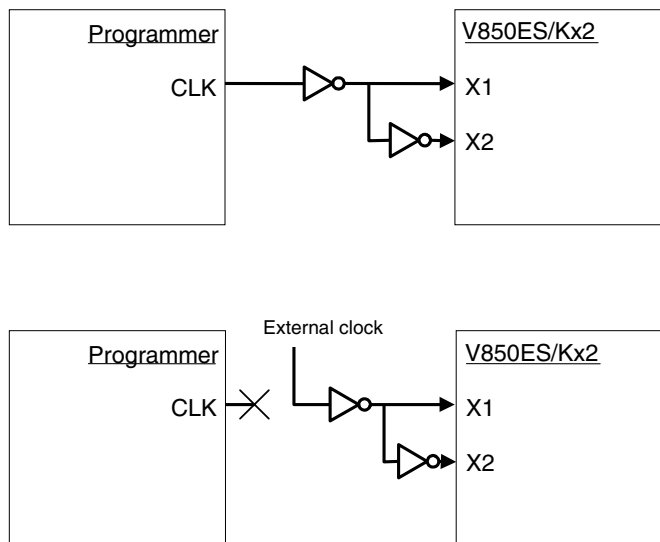 Programmer
CLK
V850ES/Kx2
X1
X2
External clock
Programmer
CLK
V850ES/Kx2
X1
X2